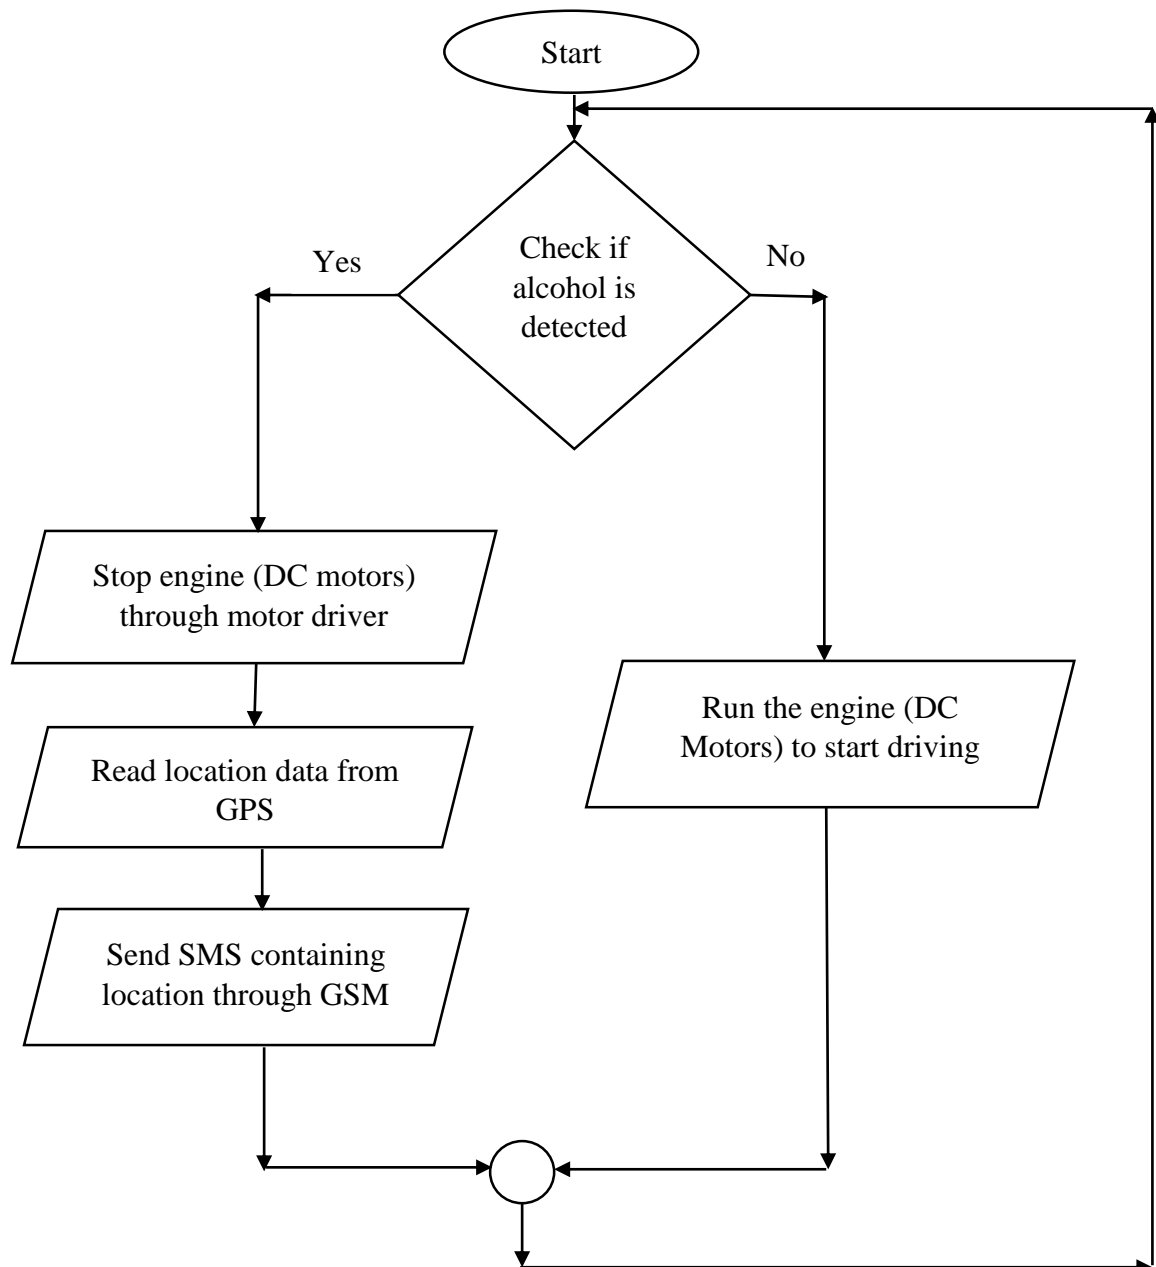 Start
Check if
alcohol is
detected
Yes
No
Stop engine (DC motors)
through motor driver
Read location data from
GPS
Send SMS containing
location through GSM
Run the engine (DC
Motors) to start driving